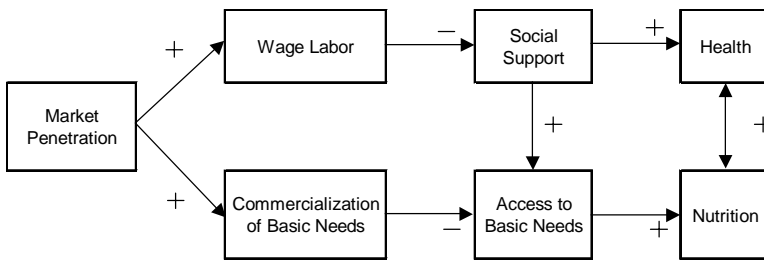 +
Wage Labor
−
Social
Support
+
Health
Market
Penetration
+
+
+
Commercialization
of Basic Needs
−
Access to
Basic Needs
+
Nutrition